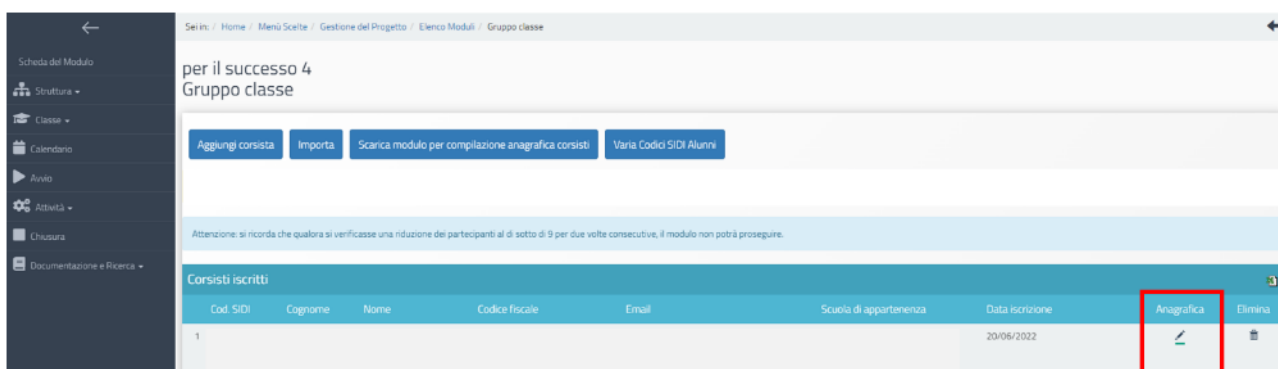 Sei in: / Home / Menù Scelte / Gestione del Progetto / Elenco Moduli / Gruppo classe
Scheda del Modulo
Struttura
Classe
Calendario
Avvio
Attività
Chiusura
Documentazione e Ricerca
per il successo 4
Gruppo classe
Aggiungi corsista Importa Scarica modulo per compilazione anagrafica corsisti Varia Codici SIDI Alunni
Attenzione: si ricorda che qualora si verificasse una riduzione dei partecipanti al di sotto di 9 per due volte consecutive, il modulo non potrà proseguire.
Corsisti iscritti
Cod. SIDI Cognome Nome Codice fiscale Email Scuola di appartenenza Data iscrizione Anagrafica Elimina
1 20/06/2022